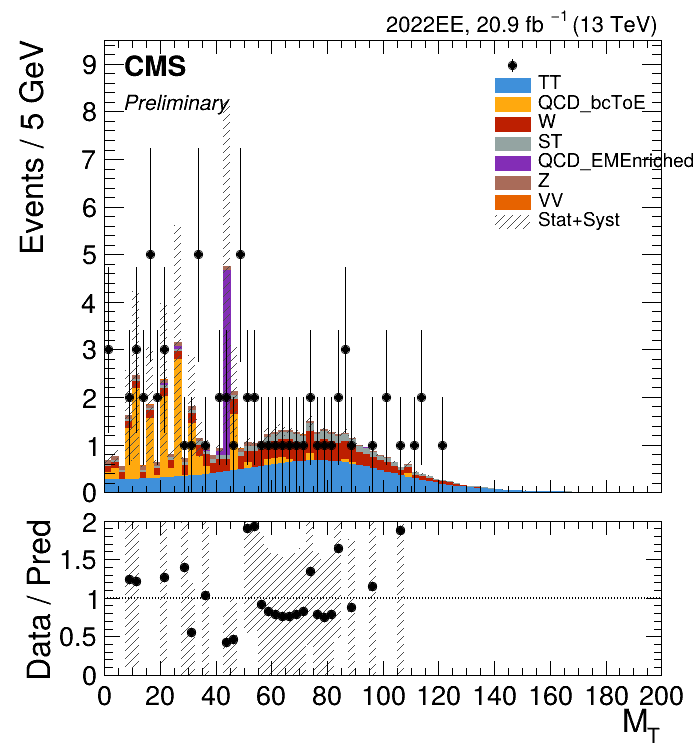 2022EE, 20.9 fb⁻¹ (13 TeV)
Events / 5 GeV
CMS
Preliminary
TT
QCD_bcToE
W
ST
QCD_EMEnriched
Z
VV
Stat+Syst
9
8
7
6
5
4
3
2
1
0
Data / Pred
2
1.5
1
0.5
0
0 20 40 60 80 100 120 140 160 180 200
M_T